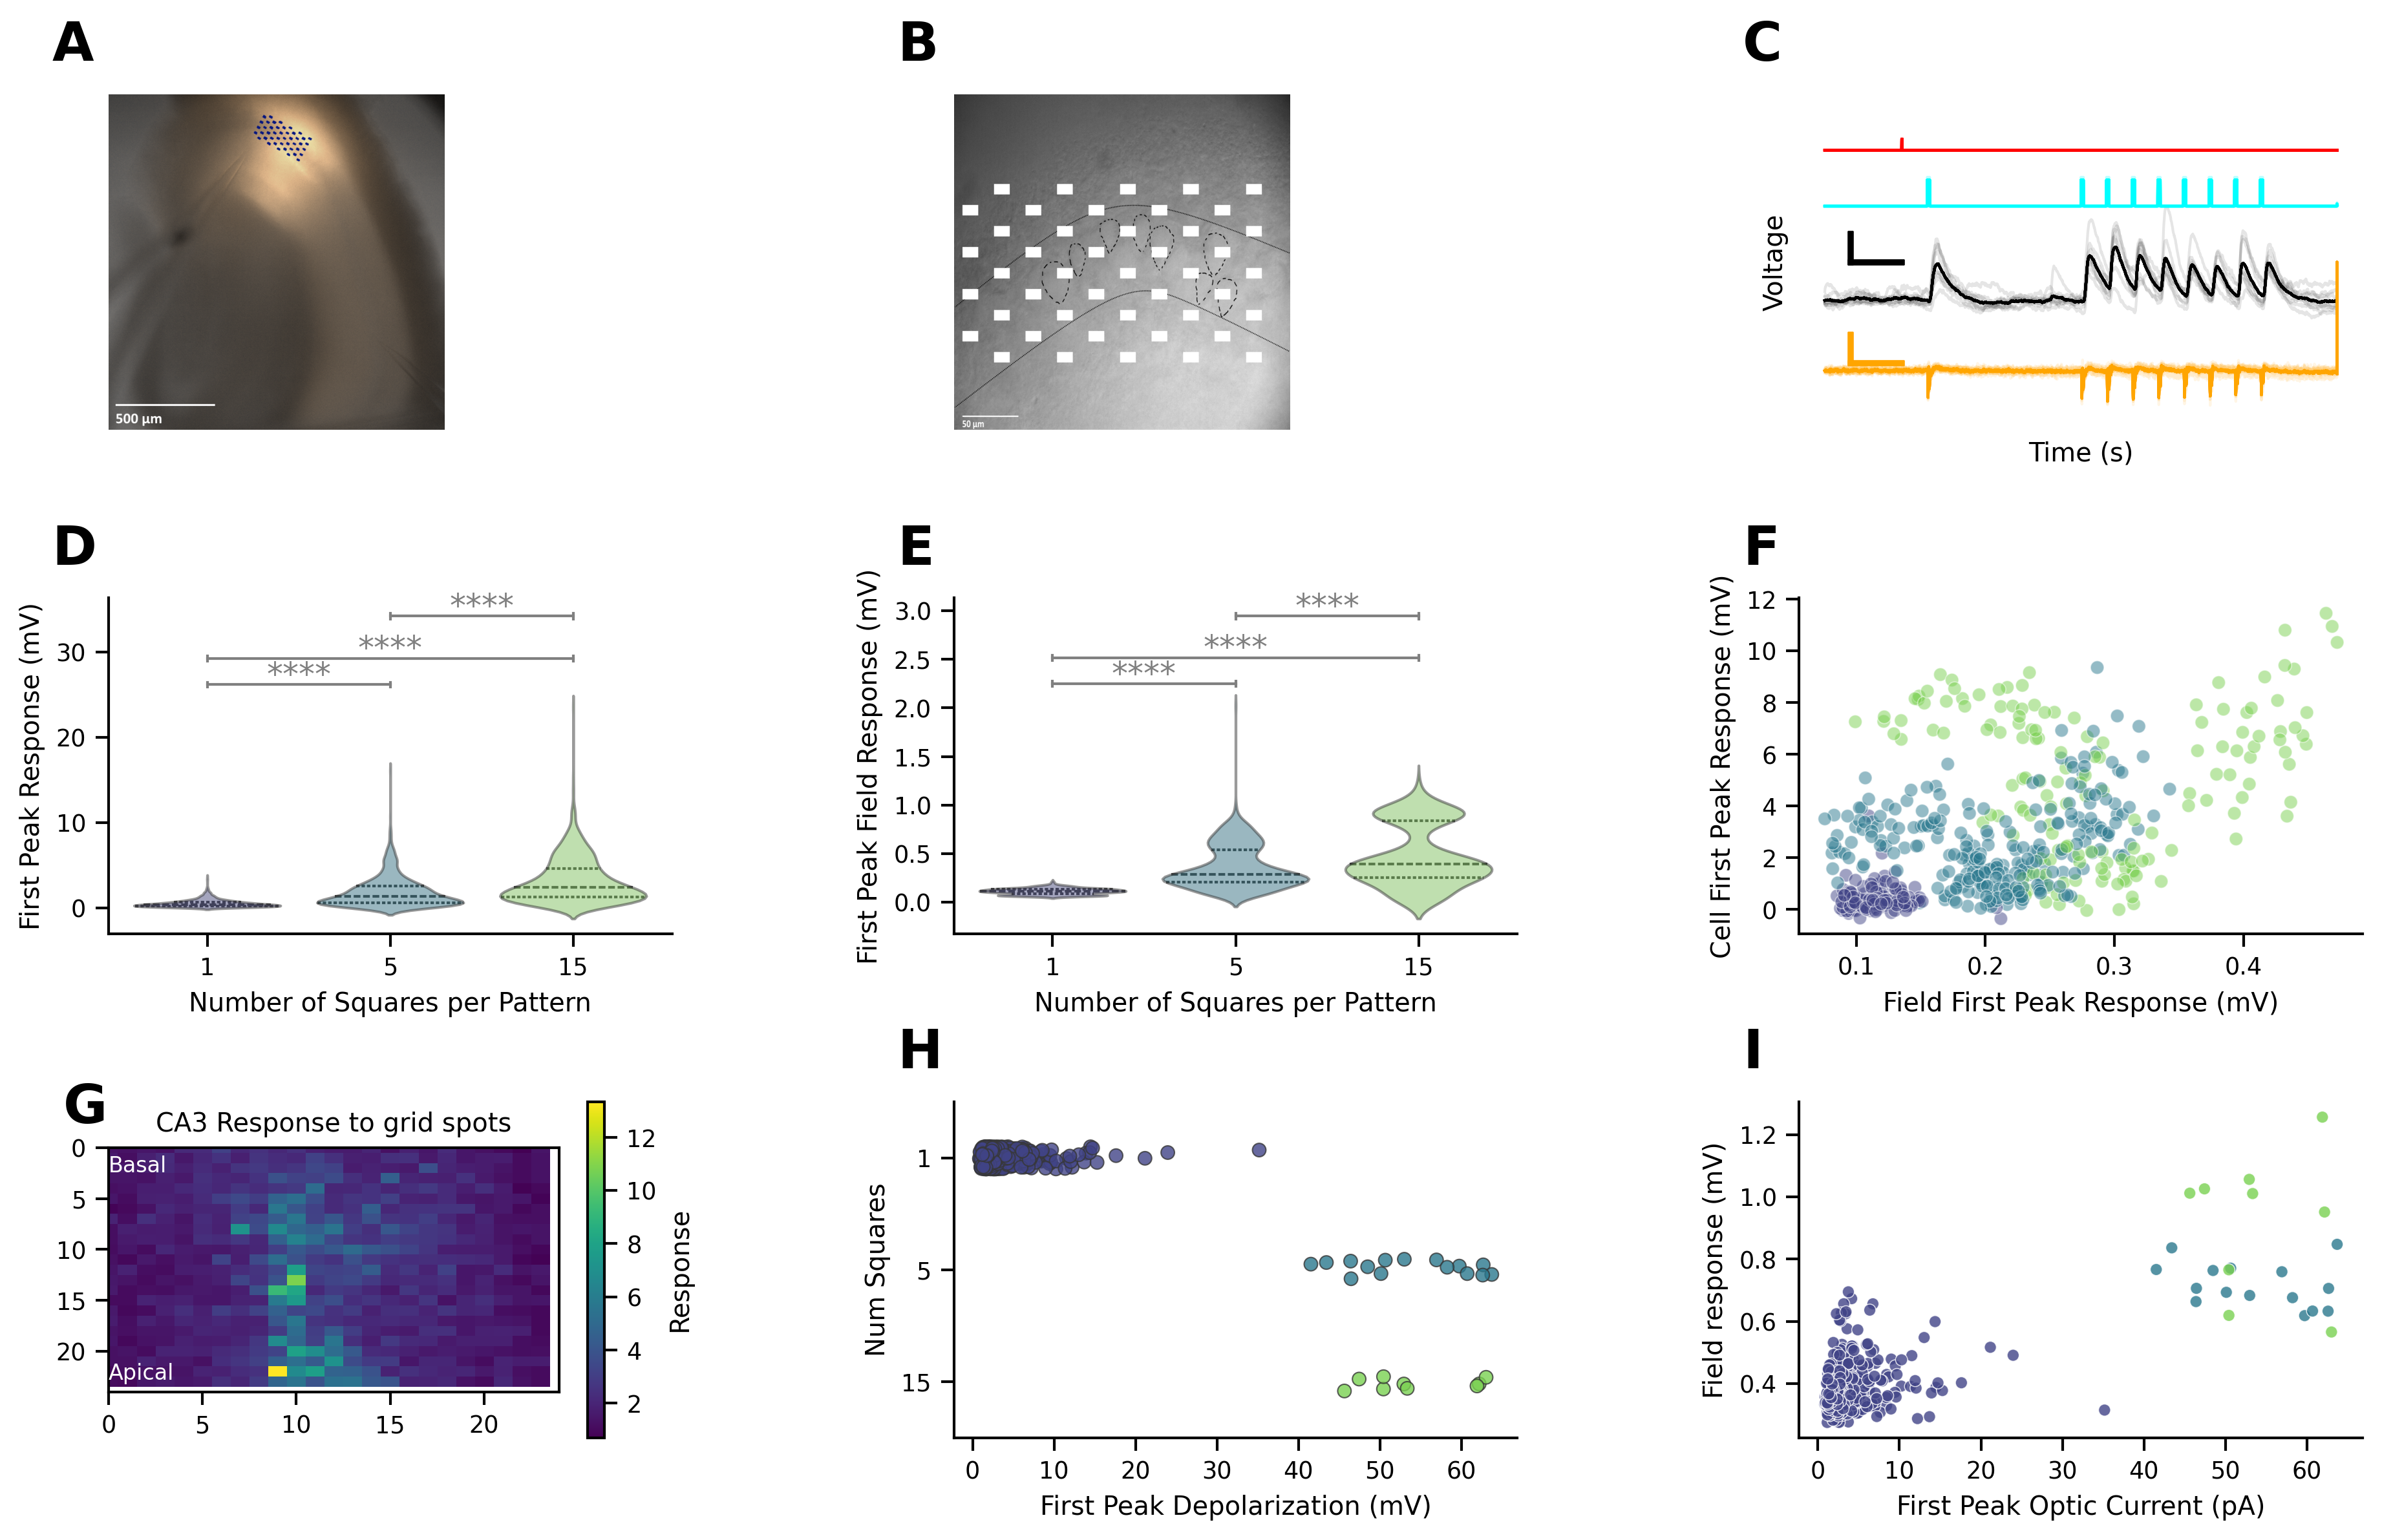 A
B
C
500 μm
50 μm
Voltage
Time (s)
D
E
F
First Peak Response (mV)
30
20
10
0
****
****
****
1
5
15
Number of Squares per Pattern
First Peak Field Response (mV)
3.0
2.5
2.0
1.5
1.0
0.5
0.0
****
****
****
1
5
15
Number of Squares per Pattern
Cell First Peak Response (mV)
12
10
8
6
4
2
0
0.1
0.2
0.3
0.4
Field First Peak Response (mV)
G
H
I
CA3 Response to grid spots
0
5
10
15
20
Basal
Apical
0
5
10
15
20
12
10
8
6
4
2
Response
Num Squares
1
5
15
0
10
20
30
40
50
60
First Peak Depolarization (mV)
Field response (mV)
1.2
1.0
0.8
0.6
0.4
0
10
20
30
40
50
60
First Peak Optic Current (pA)